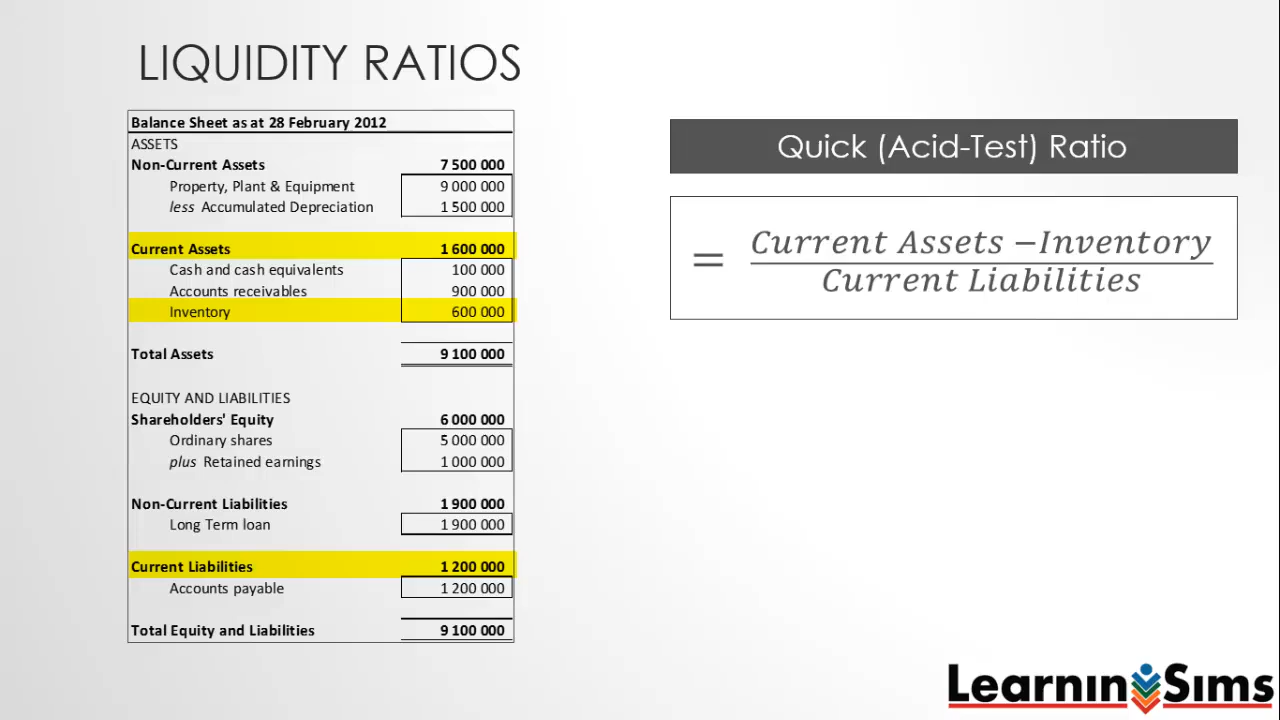 LIQUIDITY RATIOS
Balance Sheet as at 28 February 2012
ASSETS
Non-Current Assets 7 500 000
Property, Plant & Equipment 9 000 000
less Accumulated Depreciation 1 500 000
Current Assets 1 600 000
Cash and cash equivalents 100 000
Accounts receivables 900 000
Inventory 600 000
Total Assets 9 100 000
EQUITY AND LIABILITIES
Shareholders' Equity 6 000 000
Ordinary shares 5 000 000
plus Retained earnings 1 000 000
Non-Current Liabilities 1 900 000
Long Term loan 1 900 000
Current Liabilities 1 200 000
Accounts payable 1 200 000
Total Equity and Liabilities 9 100 000
Quick (Acid-Test) Ratio
Current Assets −Inventory
=
Current Liabilities
Learnin Sims